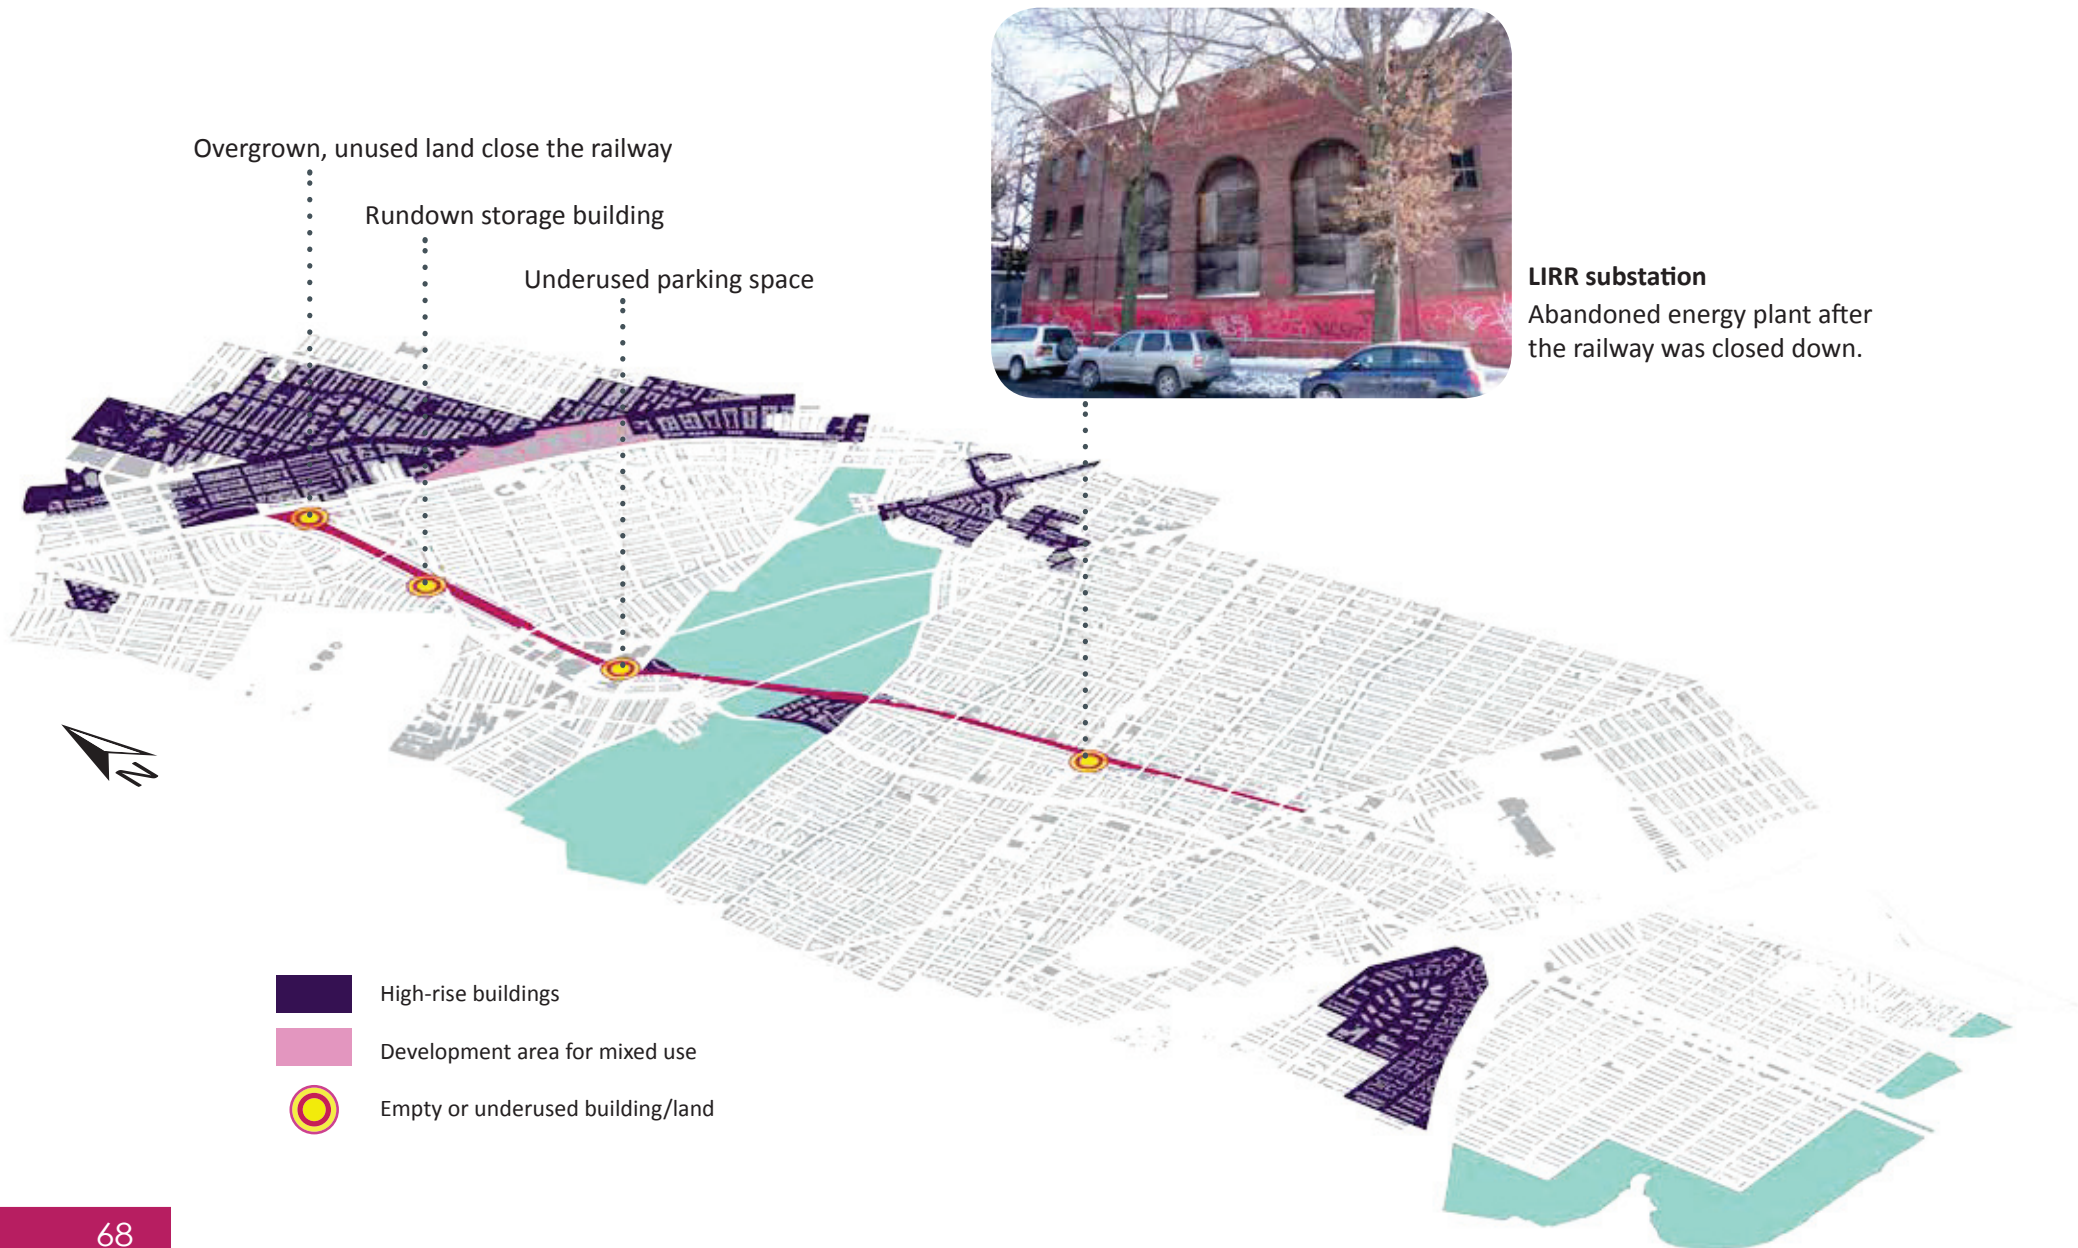 Overgrown, unused land close the railway
Rundown storage building
Underused parking space
LIRR substation
Abandoned energy plant after
the railway was closed down.
N
High-rise buildings
Development area for mixed use
Empty or underused building/land
68